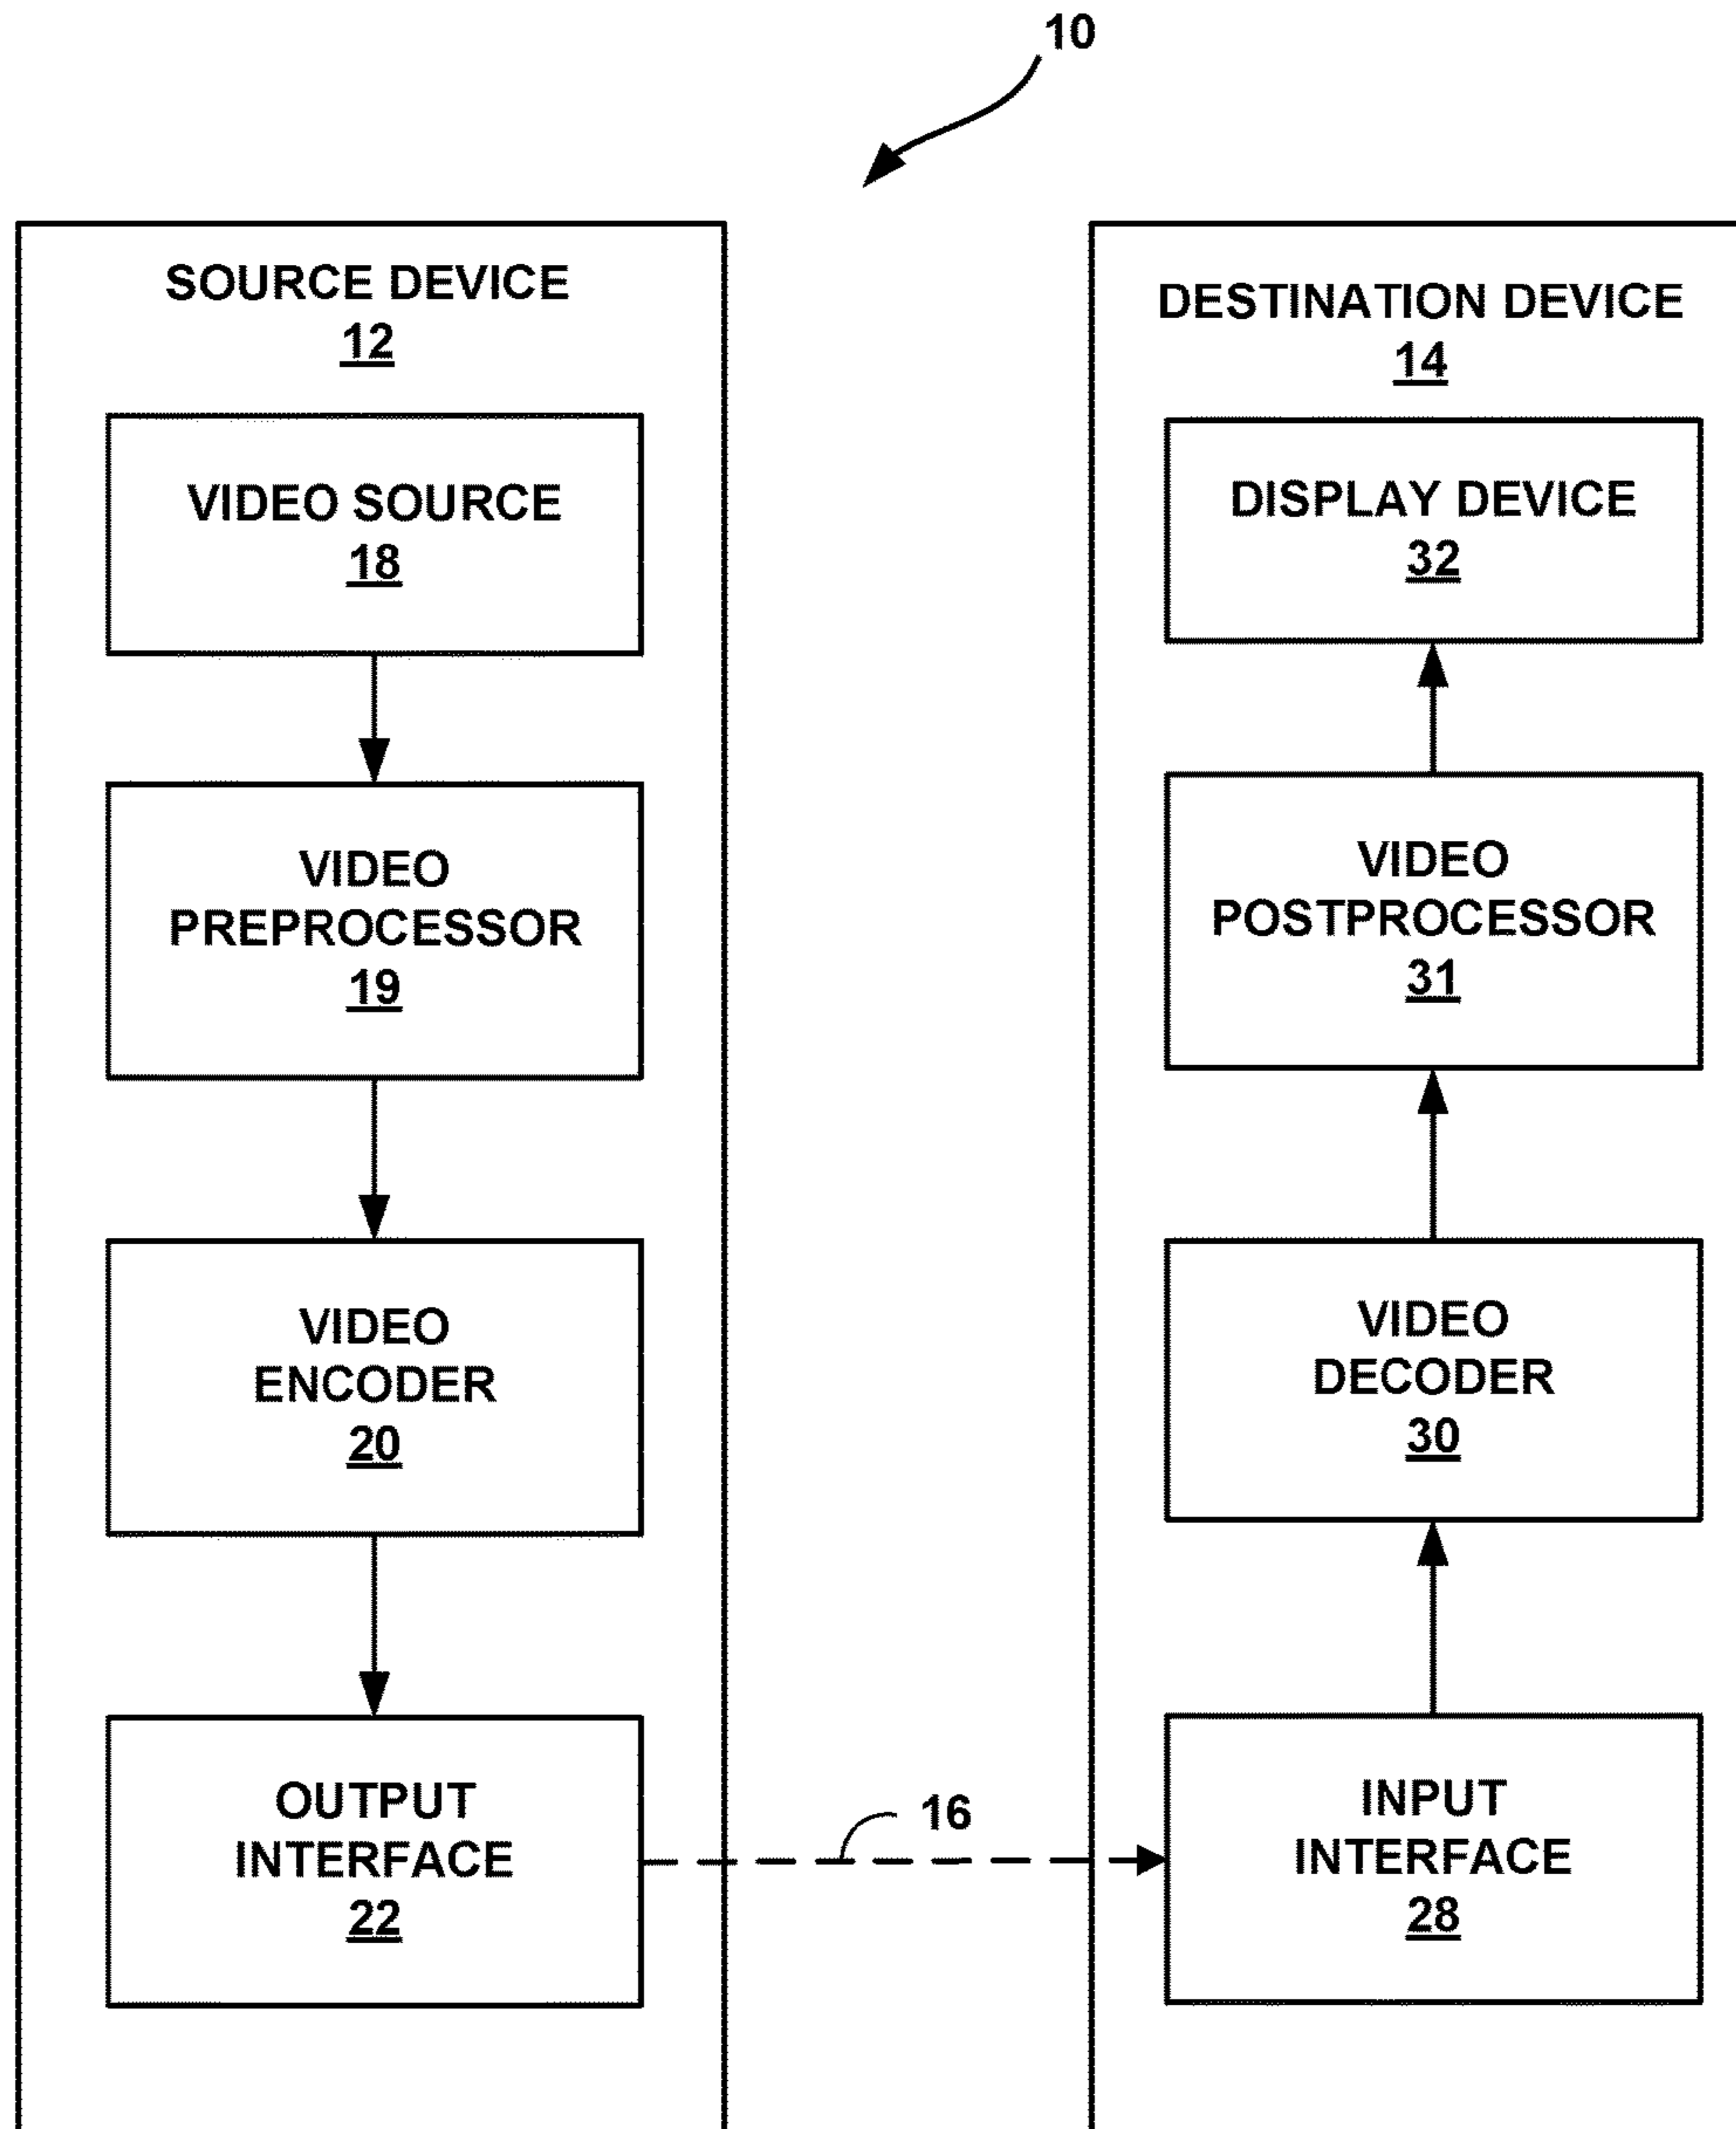 10
SOURCE DEVICE
12
VIDEO SOURCE
18
VIDEO
PREPROCESSOR
19
VIDEO
ENCODER
20
OUTPUT
INTERFACE
22
16
DESTINATION DEVICE
14
DISPLAY DEVICE
32
VIDEO
POSTPROCESSOR
31
VIDEO
DECODER
30
INPUT
INTERFACE
28